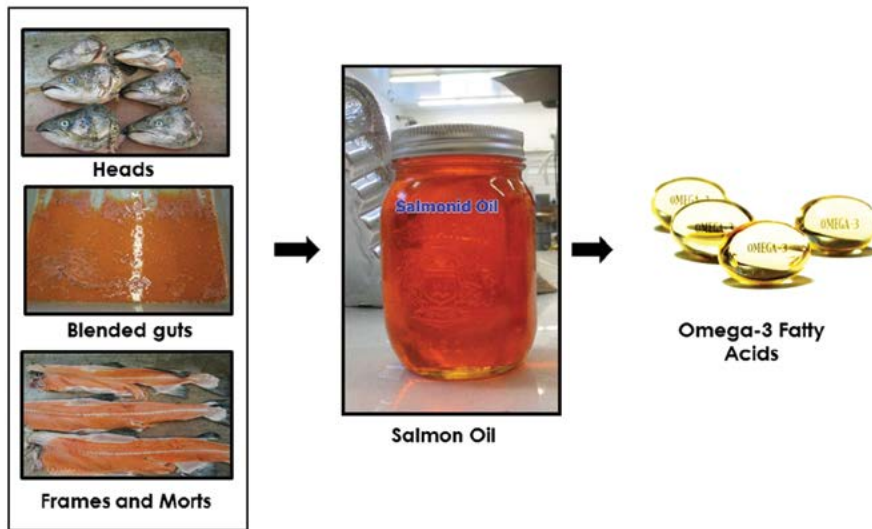 Heads
Blended guts
Frames and Morts
Salmonid Oil
Salmon Oil
OMEGA-3
OMEGA-3
OMEGA-3
OMEGA-3
Omega-3 Fatty
Acids